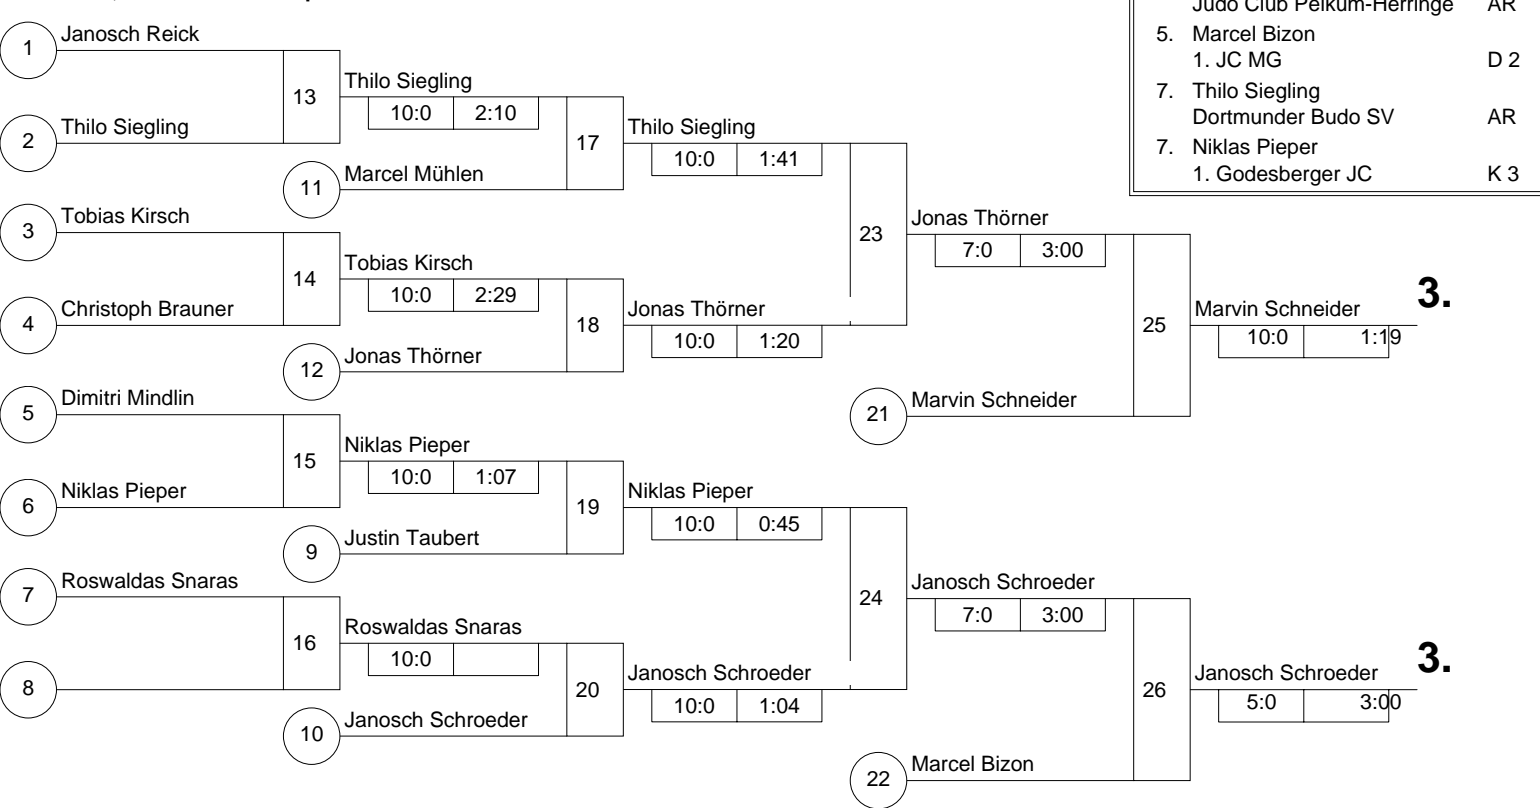 Judo Club Pelkum-Herringe AR
5. Marcel Bizon
1. JC MG D 2
7. Thilo Siegling
Dortmunder Budo SV AR
7. Niklas Pieper
1. Godesberger JC K 3
1 Janosch Reick
13 Thilo Siegling
10:0 2:10
2 Thilo Siegling
17 Thilo Siegling
10:0 1:41
11 Marcel Mühlen
3 Tobias Kirsch
23 Jonas Thörner
7:0 3:00
14 Tobias Kirsch
10:0 2:29
4 Christoph Brauner
18 Jonas Thörner
10:0 1:20
25 Marvin Schneider 3.
10:0 1:19
12 Jonas Thörner
5 Dimitri Mindlin
21 Marvin Schneider
15 Niklas Pieper
10:0 1:07
6 Niklas Pieper
19 Niklas Pieper
10:0 0:45
9 Justin Taubert
7 Roswaldas Snaras
24 Janosch Schroeder
7:0 3:00
16 Roswaldas Snaras
10:0
8
20 Janosch Schroeder
10:0 1:04
26 Janosch Schroeder 3.
5:0 3:00
10 Janosch Schroeder
22 Marcel Bizon